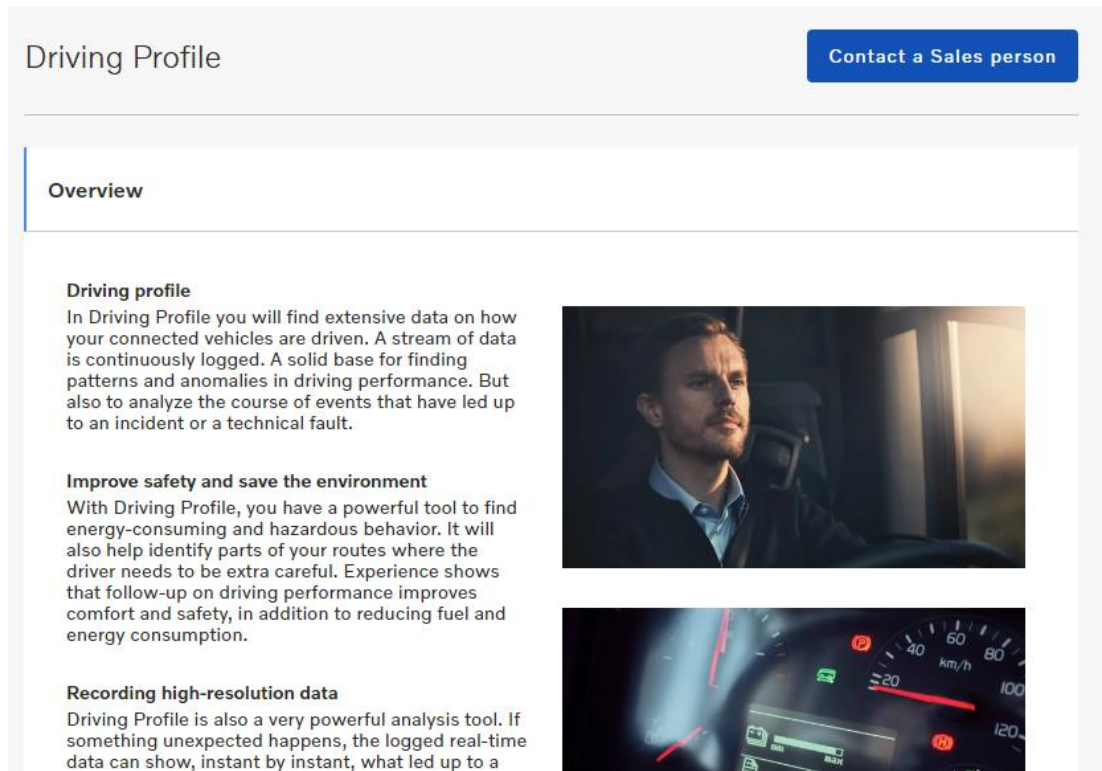 Driving Profile
Contact a Sales person
Overview
Driving profile
In Driving Profile you will find extensive data on how
your connected vehicles are driven. A stream of data
is continuously logged. A solid base for finding
patterns and anomalies in driving performance. But
also to analyze the course of events that have led up
to an incident or a technical fault.
Improve safety and save the environment
With Driving Profile, you have a powerful tool to find
energy-consuming and hazardous behavior. It will
also help identify parts of your routes where the
driver needs to be extra careful. Experience shows
that follow-up on driving performance improves
comfort and safety, in addition to reducing fuel and
energy consumption.
Recording high-resolution data
Driving Profile is also a very powerful analysis tool. If
something unexpected happens, the logged real-time
data can show, instant by instant, what led up to a
20
40
60
80
100
120
km/h
(P)
(H)
min
max